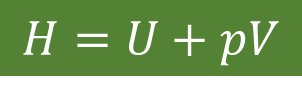 H = U + pV